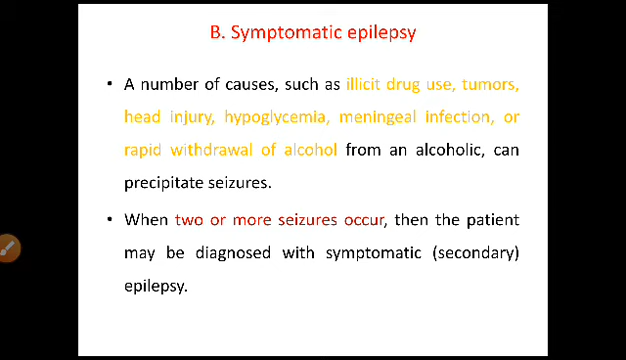 B. Symptomatic epilepsy
• A number of causes, such as illicit drug use, tumors,
head injury, hypoglycemia, meningeal infection, or
rapid withdrawal of alcohol from an alcoholic, can
precipitate seizures.
• When two or more seizures occur, then the patient
may be diagnosed with symptomatic (secondary)
epilepsy.